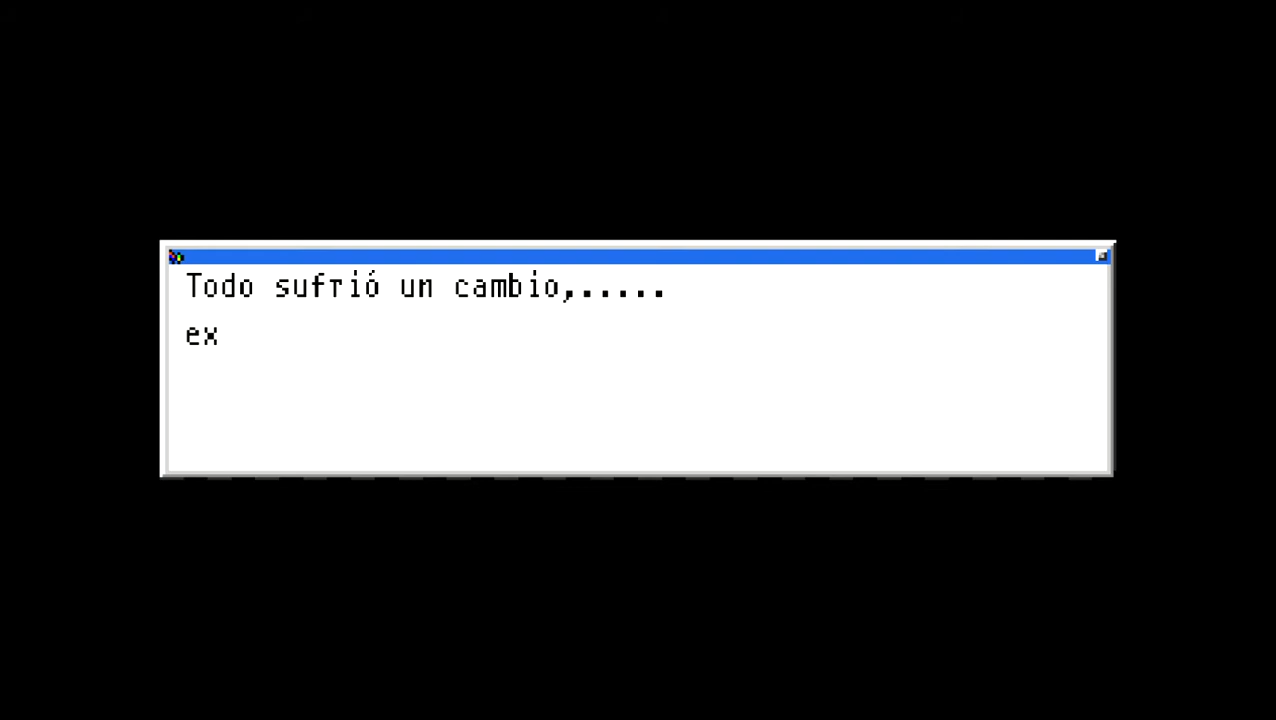 Todo sufrió un cambio,.....
ex